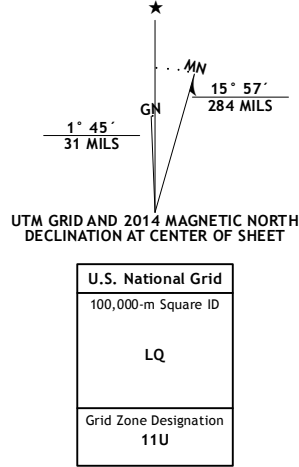 ★
MN
GN
15° 57´
284 MILS
1° 45´
31 MILS
UTM GRID AND 2014 MAGNETIC NORTH
DECLINATION AT CENTER OF SHEET
U.S. National Grid
100,000-m Square ID
LQ
Grid Zone Designation
11U